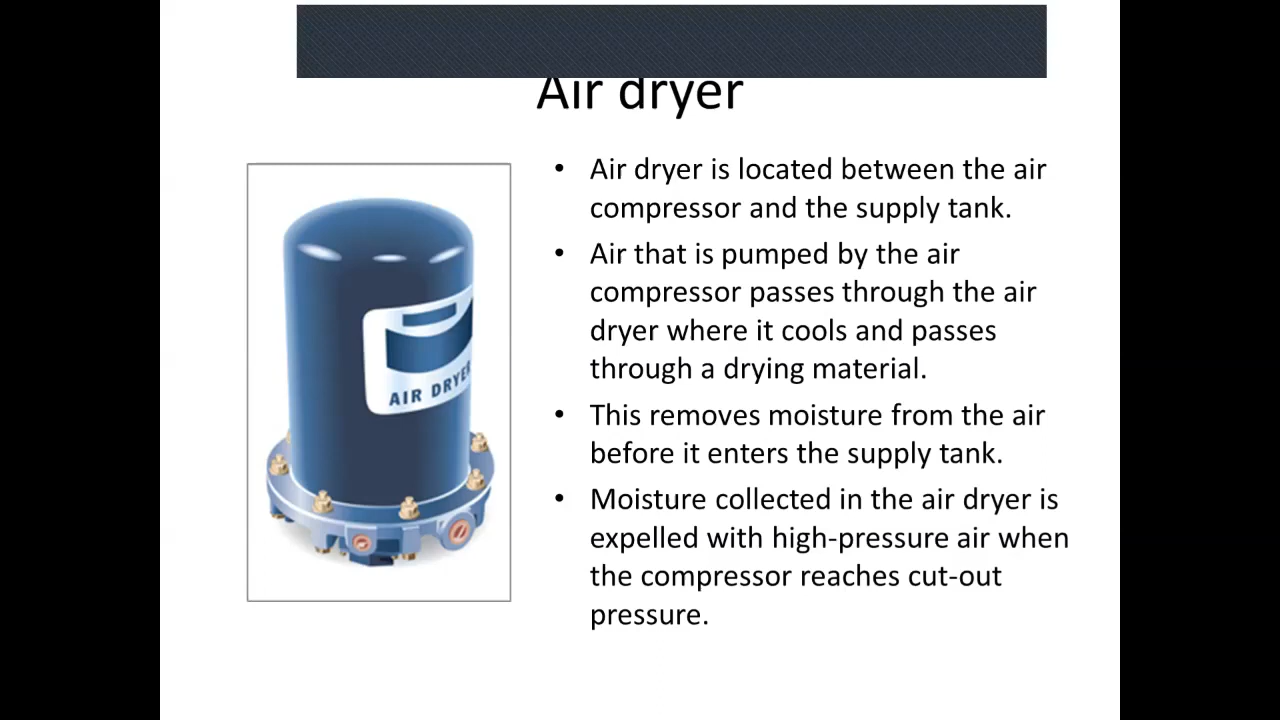 Air dryer
• Air dryer is located between the air
compressor and the supply tank.
• Air that is pumped by the air
compressor passes through the air
dryer where it cools and passes
through a drying material.
• This removes moisture from the air
before it enters the supply tank.
• Moisture collected in the air dryer is
expelled with high-pressure air when
the compressor reaches cut-out
pressure.
AIR DRYER